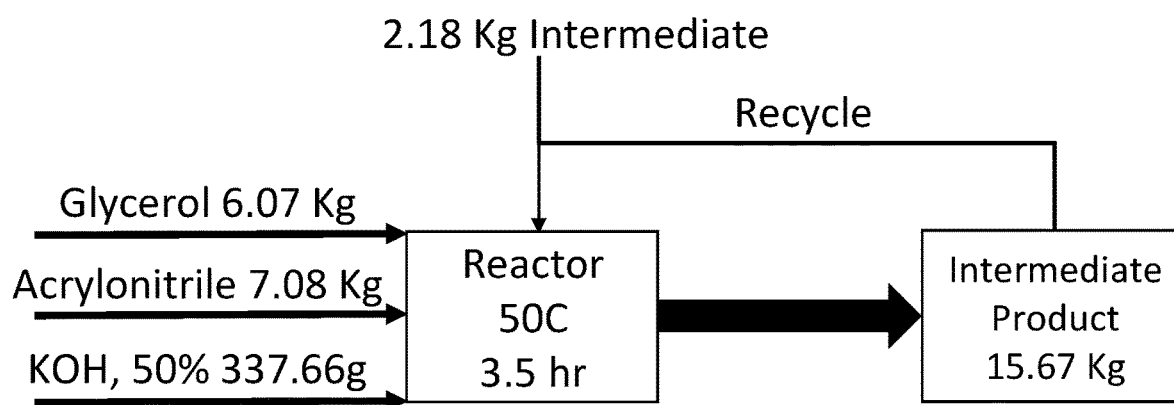 2.18 Kg Intermediate
Recycle
Glycerol 6.07 Kg
Acrylonitrile 7.08 Kg
KOH, 50% 337.66g
Reactor
50C
3.5 hr
Intermediate
Product
15.67 Kg